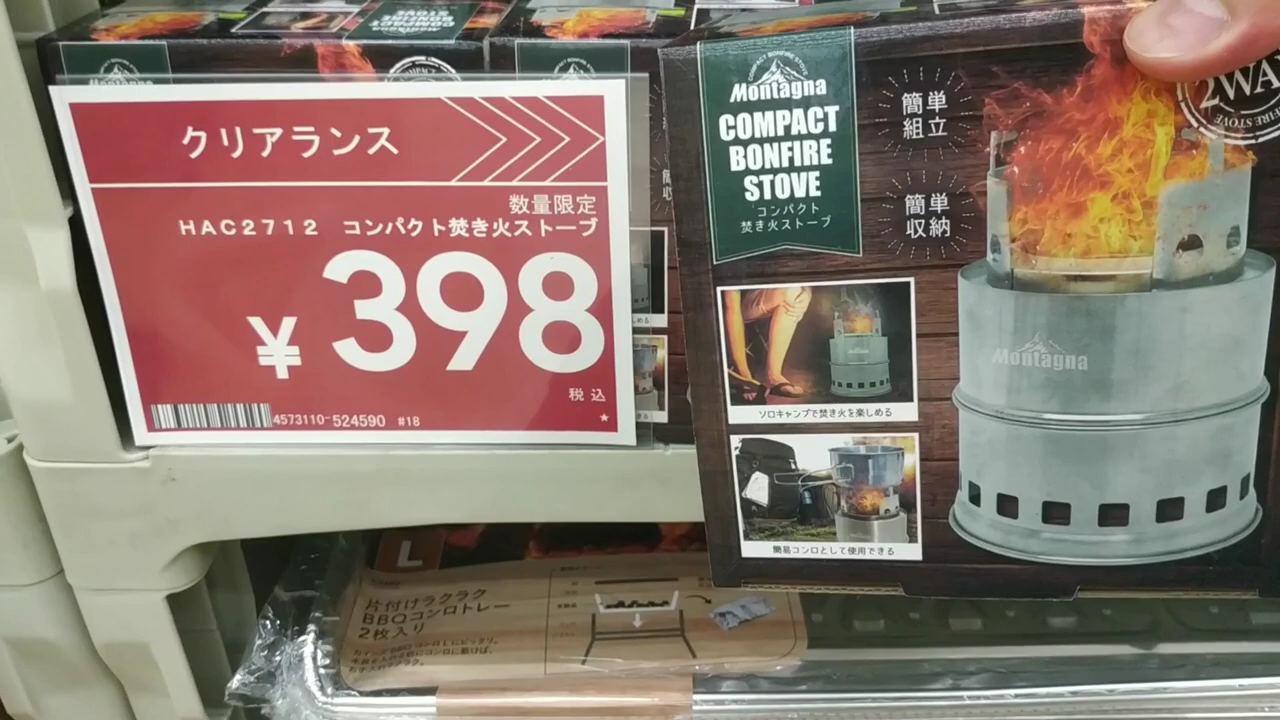 クリアランス
数量限定
HAC2712 コンパクト焚き火ストーブ
¥398
税込
4573110-524590 #18
COMPACT BONFIRE STOVE
Montagna
COMPACT
BONFIRE
STOVE
コンパクト
焚き火ストーブ
簡単
組立
簡単
収納
2WA
Montagna
ソロキャンプで焚き火を楽しめる
簡易コンロとして使用できる
L
片付けラクラク
BBQコンロトレー
2枚入り